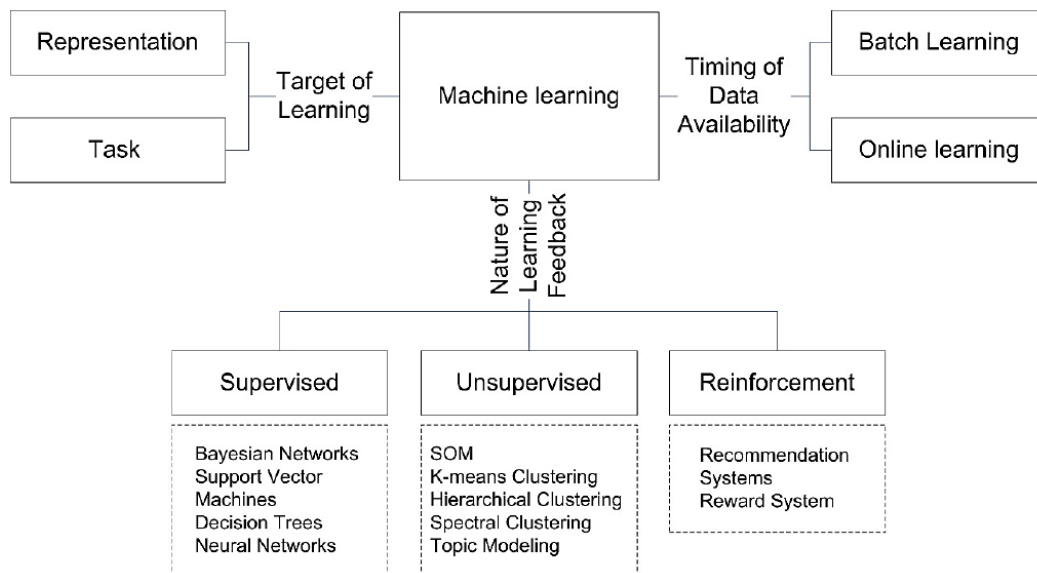 Representation
Task
Target of
Learning
Machine learning
Timing of
Data
Availability
Batch Learning
Online learning
Nature of
Learning
Feedback
Supervised
Bayesian Networks
Support Vector
Machines
Decision Trees
Neural Networks
Unsupervised
SOM
K-means Clustering
Hierarchical Clustering
Spectral Clustering
Topic Modeling
Reinforcement
Recommendation
Systems
Reward System